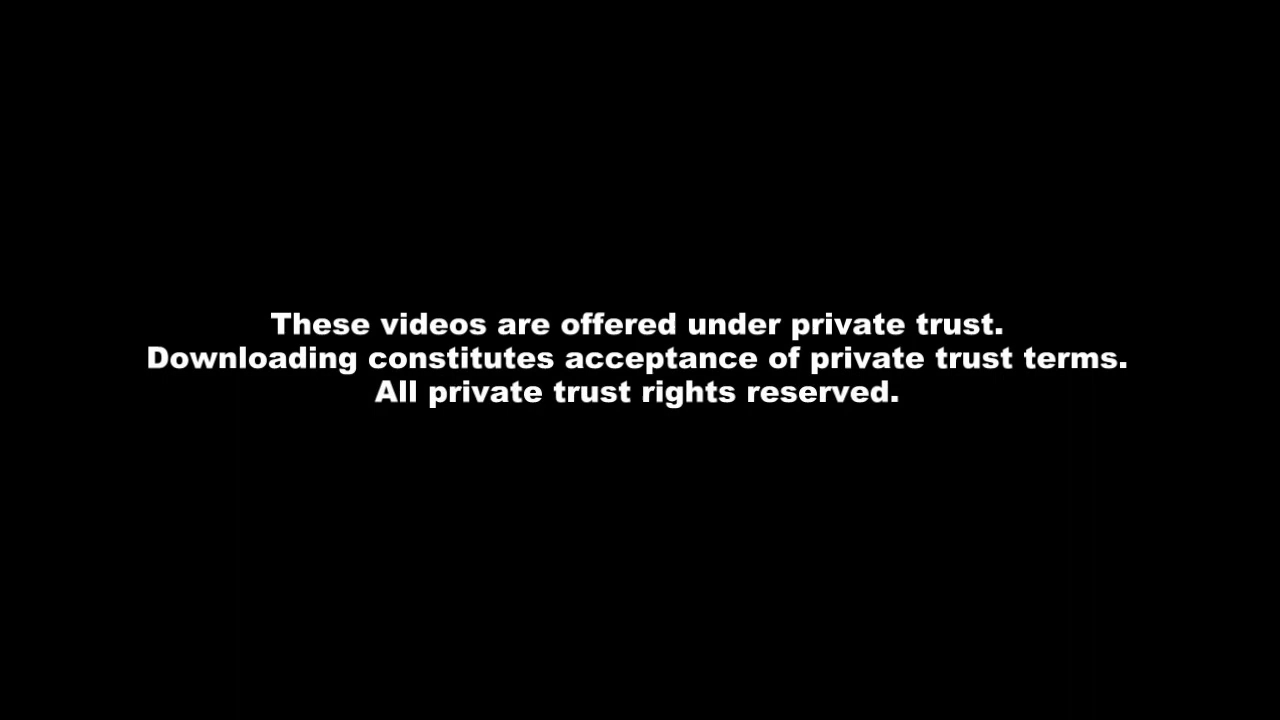 These videos are offered under private trust.
Downloading constitutes acceptance of private trust terms.
All private trust rights reserved.